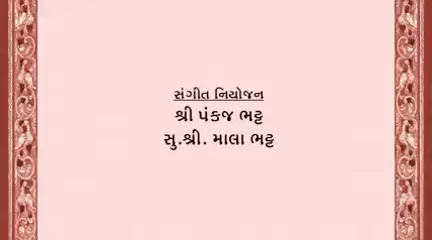 સંગીત નિયોજન
શ્રી પંકજ ભટ્ટ
સુ.શ્રી. માલા ભટ્ટ